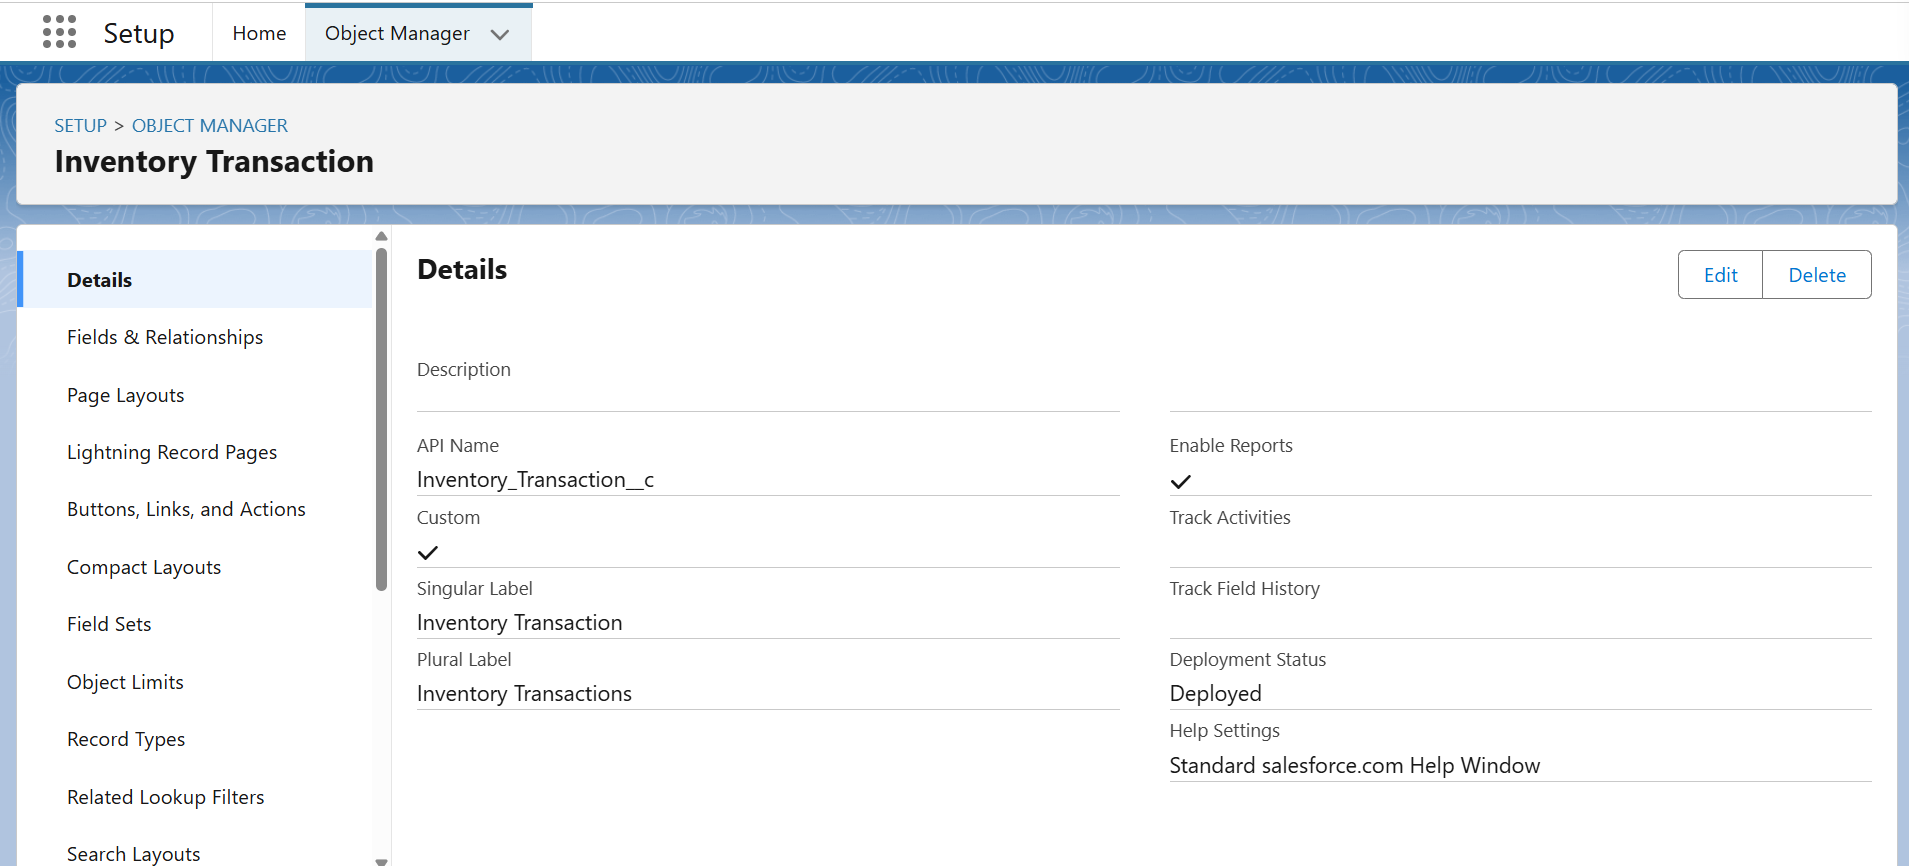 Setup
Home
Object Manager
SETUP > OBJECT MANAGER
Inventory Transaction
Details
Fields & Relationships
Page Layouts
Lightning Record Pages
Buttons, Links, and Actions
Compact Layouts
Field Sets
Object Limits
Record Types
Related Lookup Filters
Search Layouts
Details
Edit
Delete
Description
API Name
Inventory_Transaction__c
Custom
Singular Label
Inventory Transaction
Plural Label
Inventory Transactions
Enable Reports
Track Activities
Track Field History
Deployment Status
Deployed
Help Settings
Standard salesforce.com Help Window